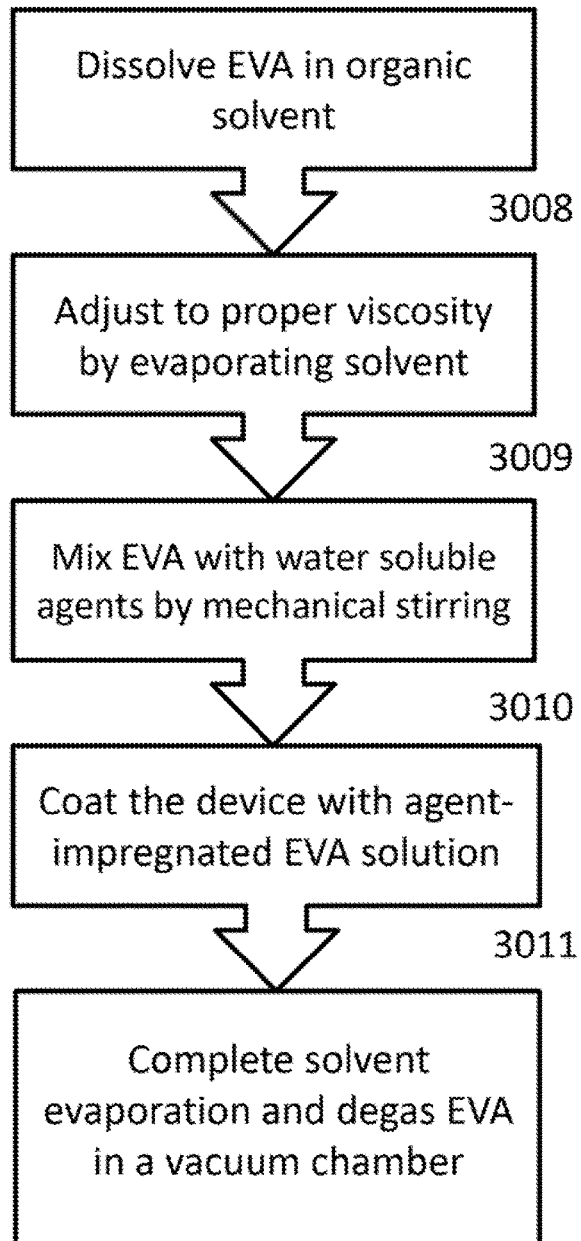 Dissolve EVA in organic
solvent
3008
Adjust to proper viscosity
by evaporating solvent
3009
Mix EVA with water soluble
agents by mechanical stirring
3010
Coat the device with agent-
impregnated EVA solution
3011
Complete solvent
evaporation and degas EVA
in a vacuum chamber